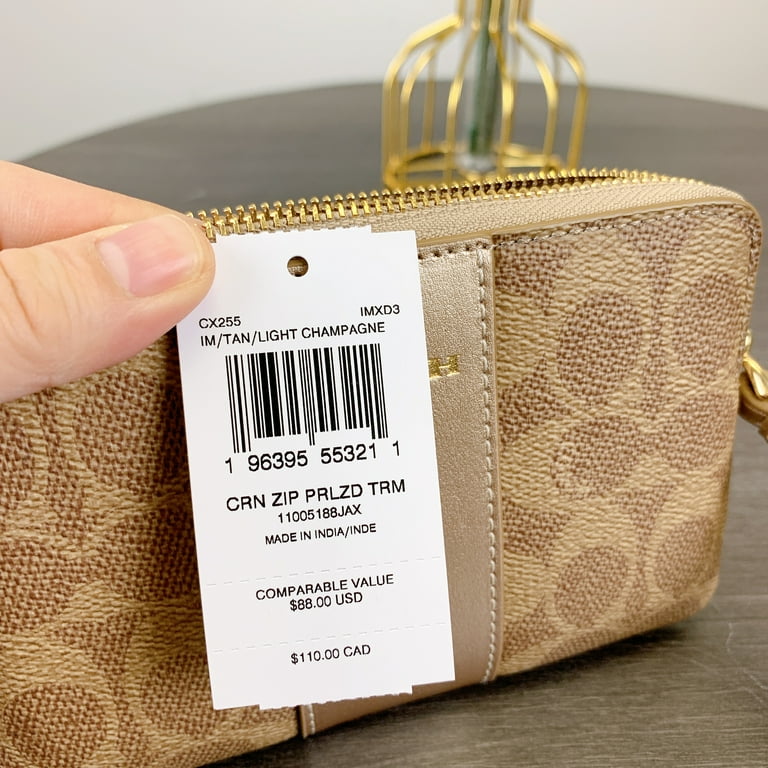 CX255 IMXD3
IM/TAN/LIGHT CHAMPAGNE
1 96395 55321 1
CRN ZIP PRLZD TRM
11005188JAX
MADE IN INDIA/INDE
COMPARABLE VALUE
$88.00 USD
$110.00 CAD